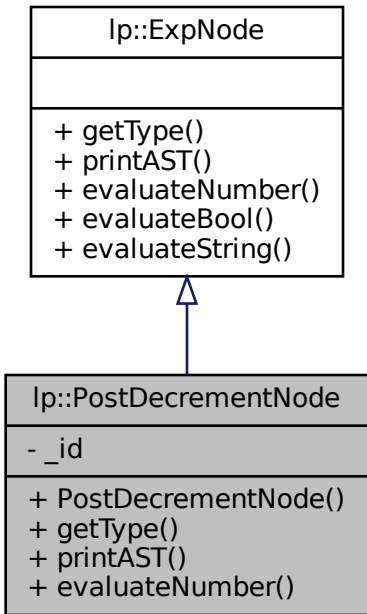 lp::ExpNode
+ getType()
+ printAST()
+ evaluateNumber()
+ evaluateBool()
+ evaluateString()
lp::PostDecrementNode
- _id
+ PostDecrementNode()
+ getType()
+ printAST()
+ evaluateNumber()